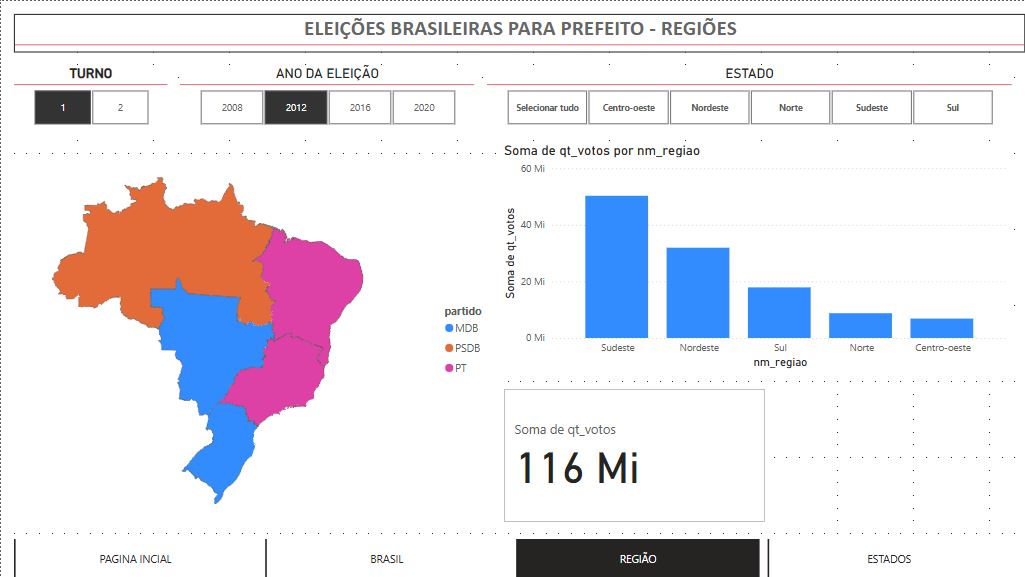 ELEIÇÕES BRASILEIRAS PARA PREFEITO - REGIÕES
TURNO
ANO DA ELEIÇÃO
ESTADO
1
2
2008
2012
2016
2020
Selecionar tudo
Centro-oeste
Nordeste
Norte
Sudeste
Sul
Soma de qt_votos por nm_regiao
60 Mi
40 Mi
20 Mi
0 Mi
Soma de qt_votos
Sudeste
Nordeste
Sul
Norte
Centro-oeste
nm_regiao
partido
MDB
PSDB
PT
Soma de qt_votos
116 Mi
PAGINA INCIAL
BRASIL
REGIÃO
ESTADOS